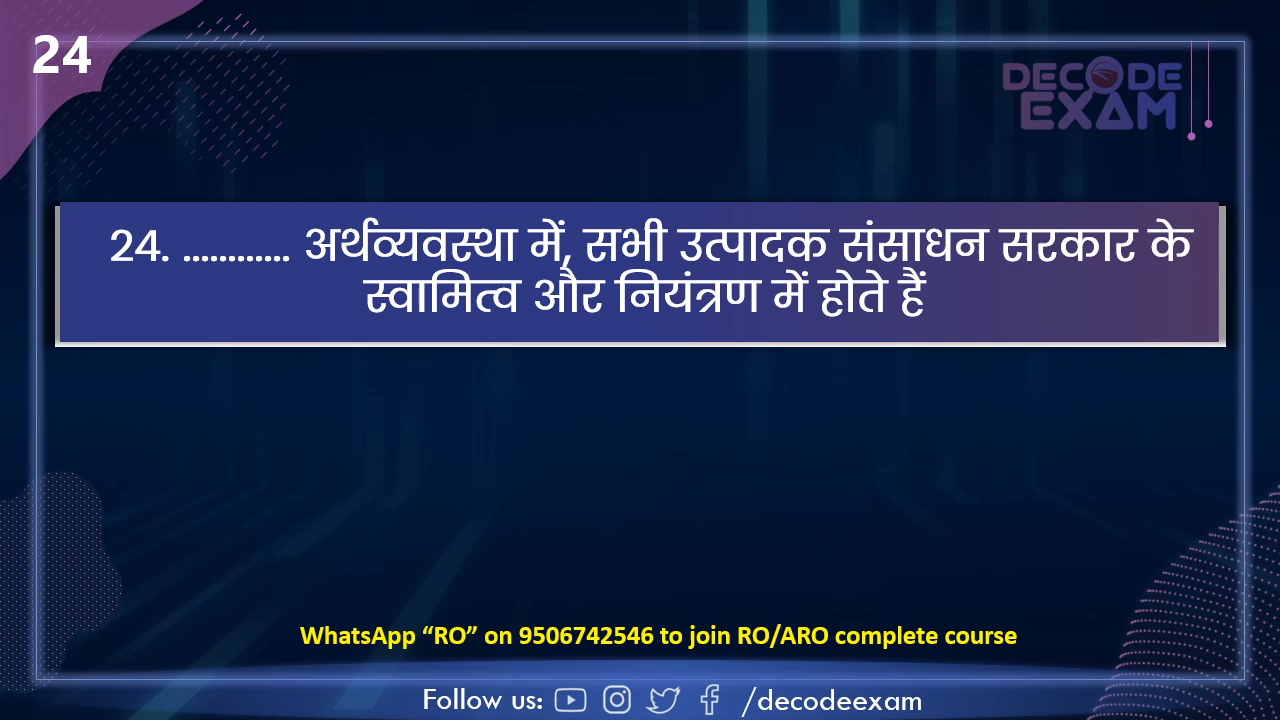 24
DECODE
EXAM
24. ............ अर्थव्यवस्था में, सभी उत्पादक संसाधन सरकार के
स्वामित्व और नियंत्रण में होते हैं
WhatsApp “RO” on 9506742546 to join RO/ARO complete course
Follow us: /decodeexam